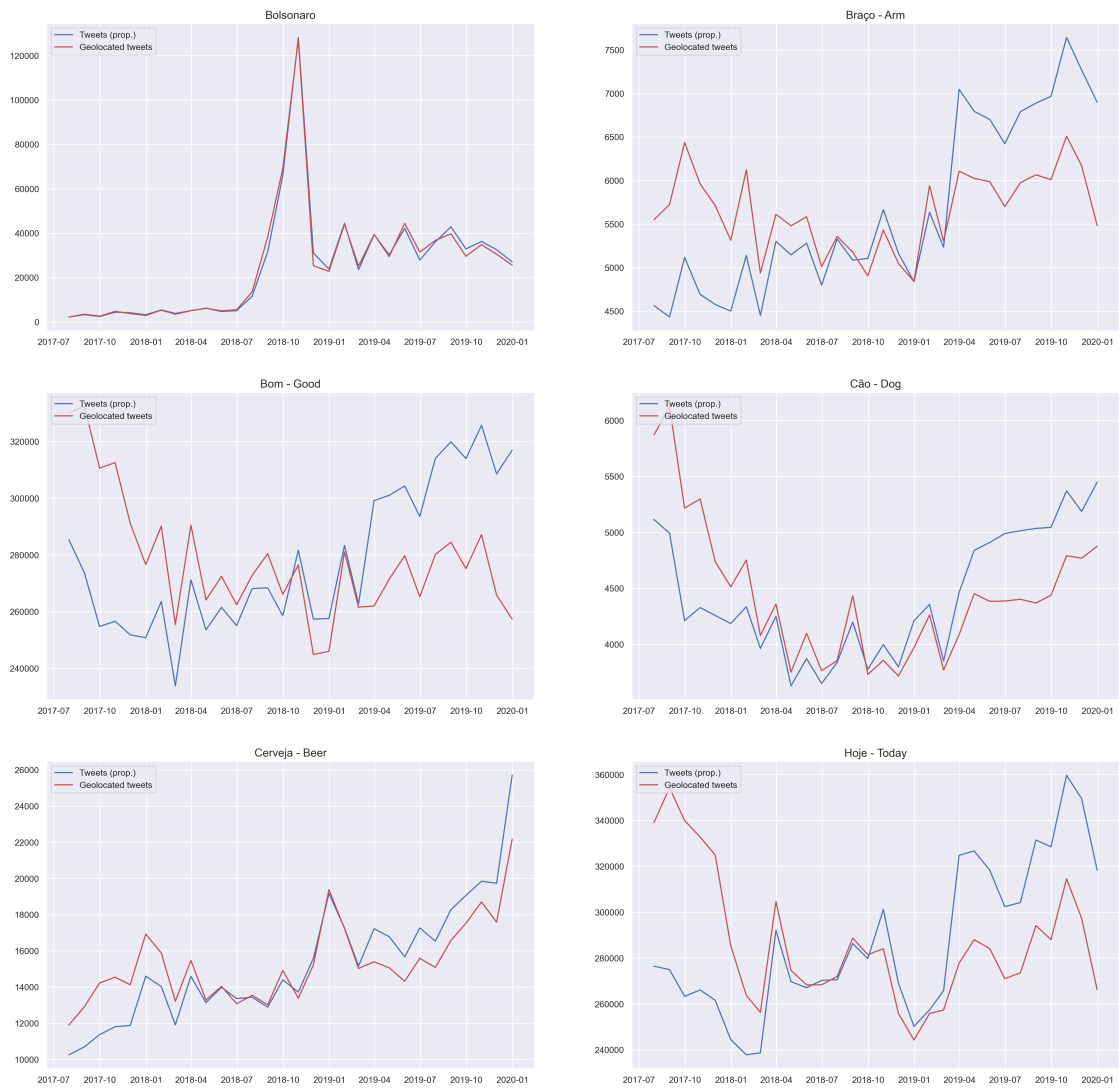 Bolsonaro
Tweets (prop.)
Geolocated tweets
120000
100000
80000
60000
40000
20000
0
2017-07 2017-10 2018-01 2018-04 2018-07 2018-10 2019-01 2019-04 2019-07 2019-10 2020-01
Braço - Arm
Tweets (prop.)
Geolocated tweets
7500
7000
6500
6000
5500
5000
4500
2017-07 2017-10 2018-01 2018-04 2018-07 2018-10 2019-01 2019-04 2019-07 2019-10 2020-01
Bom - Good
Tweets (prop.)
Geolocated tweets
320000
300000
280000
260000
240000
2017-07 2017-10 2018-01 2018-04 2018-07 2018-10 2019-01 2019-04 2019-07 2019-10 2020-01
Cão - Dog
Tweets (prop.)
Geolocated tweets
6000
5500
5000
4500
4000
2017-07 2017-10 2018-01 2018-04 2018-07 2018-10 2019-01 2019-04 2019-07 2019-10 2020-01
Cerveja - Beer
Tweets (prop.)
Geolocated tweets
26000
24000
22000
20000
18000
16000
14000
12000
10000
2017-07 2017-10 2018-01 2018-04 2018-07 2018-10 2019-01 2019-04 2019-07 2019-10 2020-01
Hoje - Today
Tweets (prop.)
Geolocated tweets
360000
340000
320000
300000
280000
260000
240000
2017-07 2017-10 2018-01 2018-04 2018-07 2018-10 2019-01 2019-04 2019-07 2019-10 2020-01